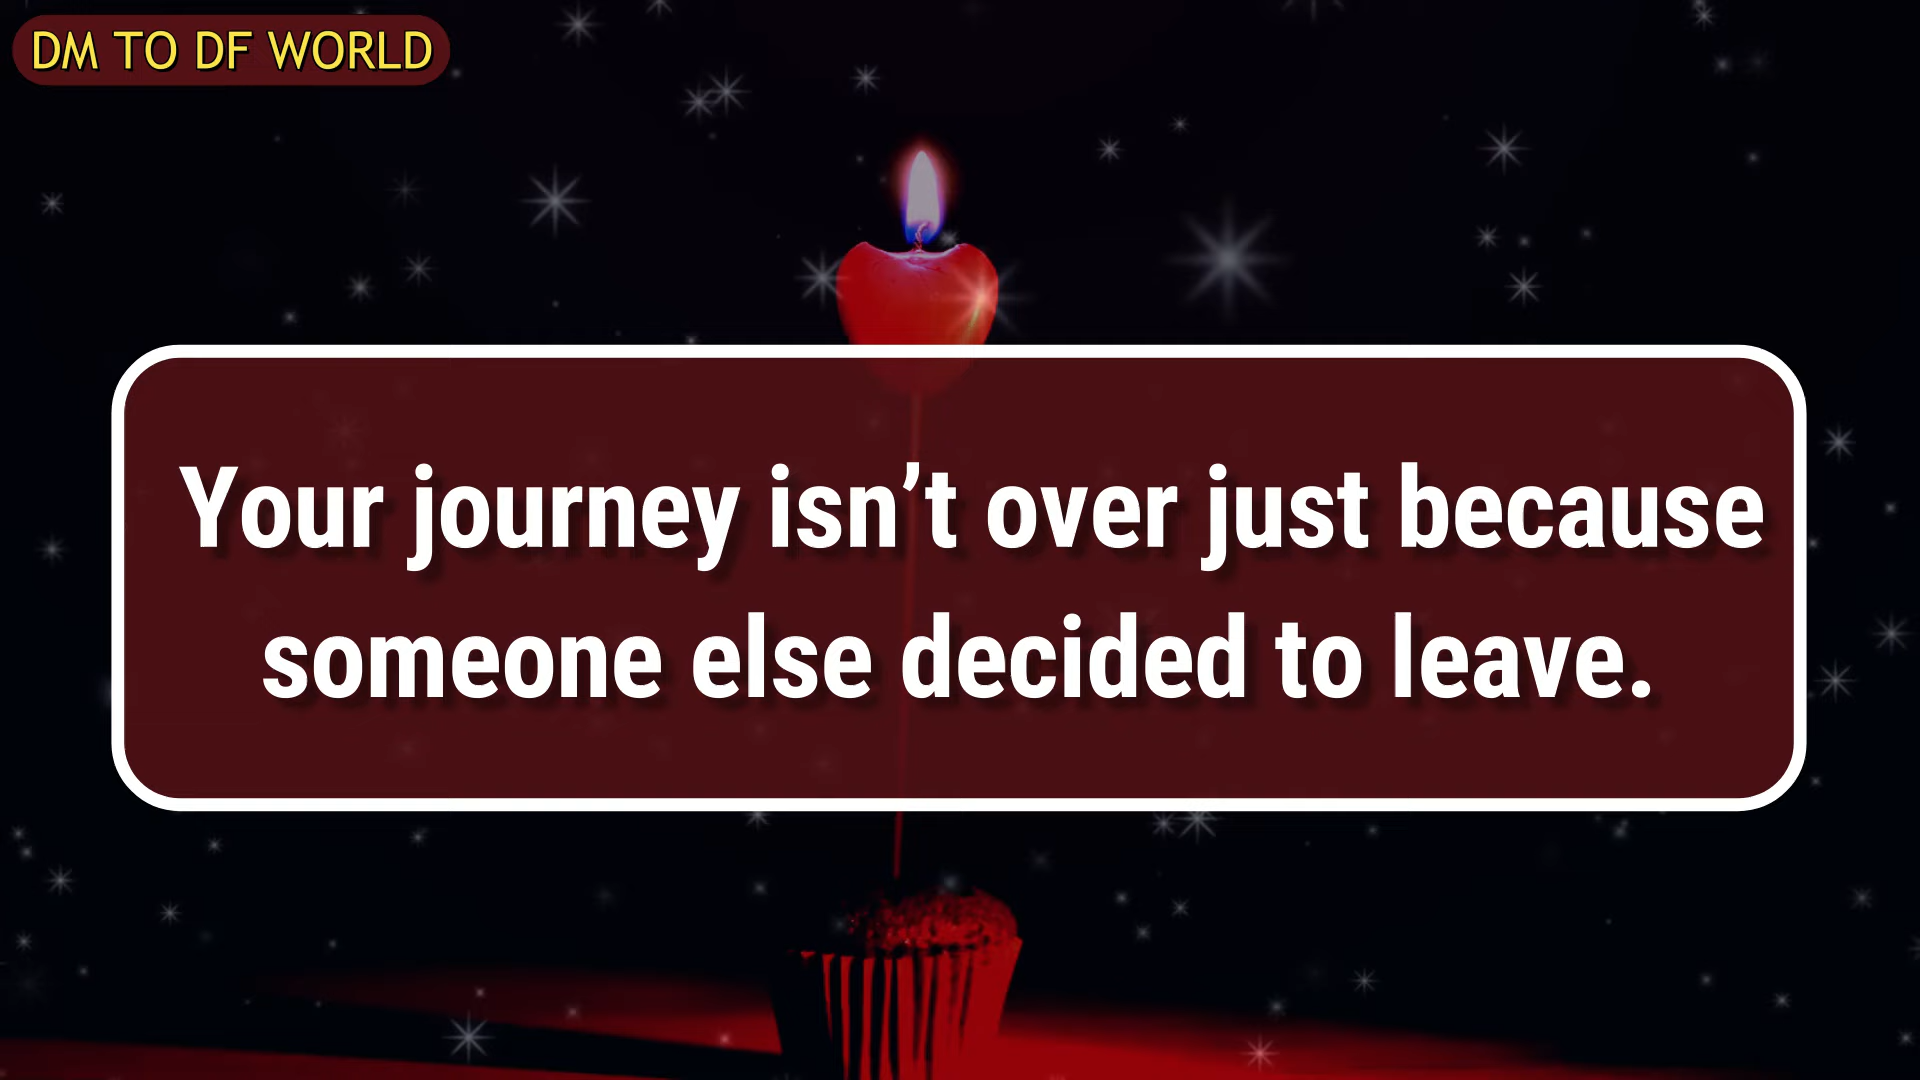 DM TO DF WORLD
Your journey isn’t over just because
someone else decided to leave.